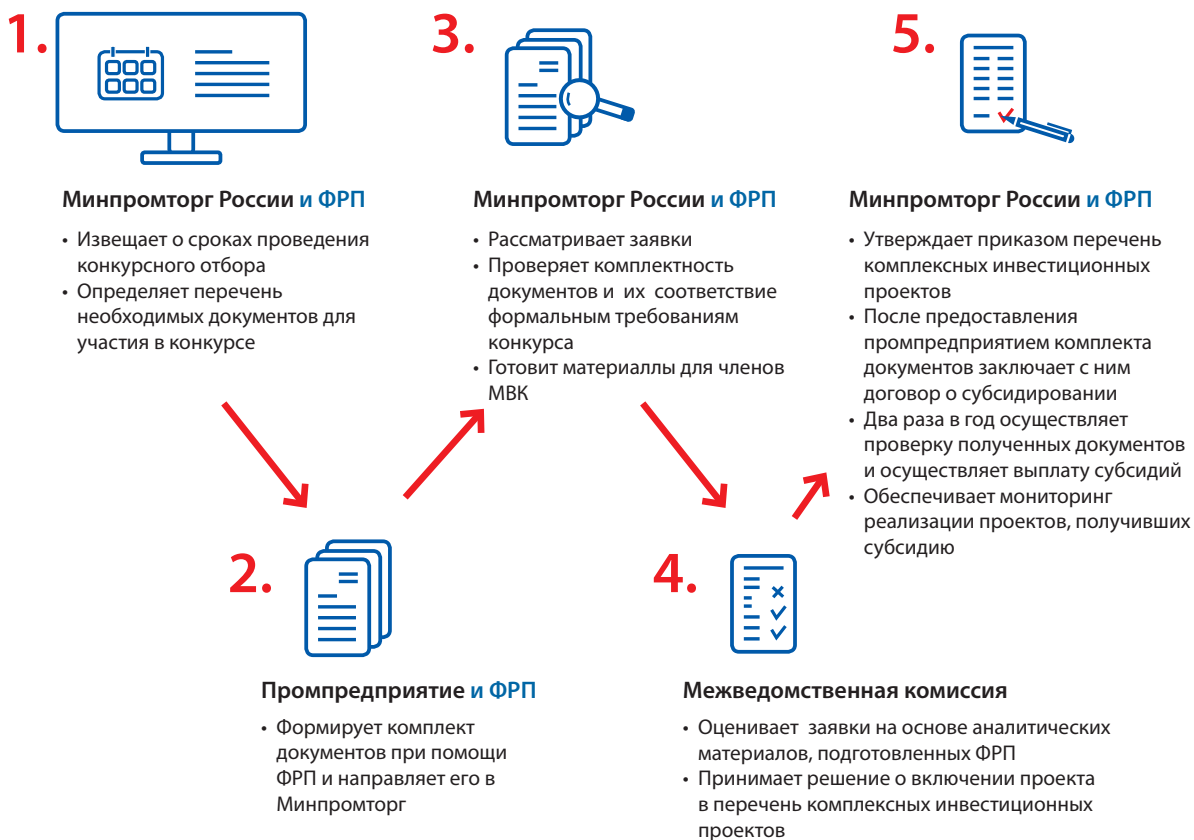 1.
Минпромторг России и ФРП
• Извещает о сроках проведения
конкурсного отбора
• Определяет перечень
необходимых документов для
участия в конкурсе
2.
Промпредприятие и ФРП
• Формирует комплект
документов при помощи
ФРП и направляет его в
Минпромторг
3.
Минпромторг России и ФРП
• Рассматривает заявки
• Проверяет комплектность
документов и их соответствие
формальным требованиям
конкурса
• Готовит материаллы для членов
МВК
4.
Межведомственная комиссия
• Оценивает заявки на основе аналитических
материалов, подготовленных ФРП
• Принимает решение о включении проекта
в перечень комплексных инвестиционных
проектов
5.
Минпромторг России и ФРП
• Утверждает приказом перечень
комплексных инвестиционных
проектов
• После предоставления
промпредприятием комплекта
документов заключает с ним
договор о субсидировании
• Два раза в год осуществляет
проверку полученных документов
и осуществляет выплату субсидий
• Обеспечивает мониторинг
реализации проектов, получивших
субсидию